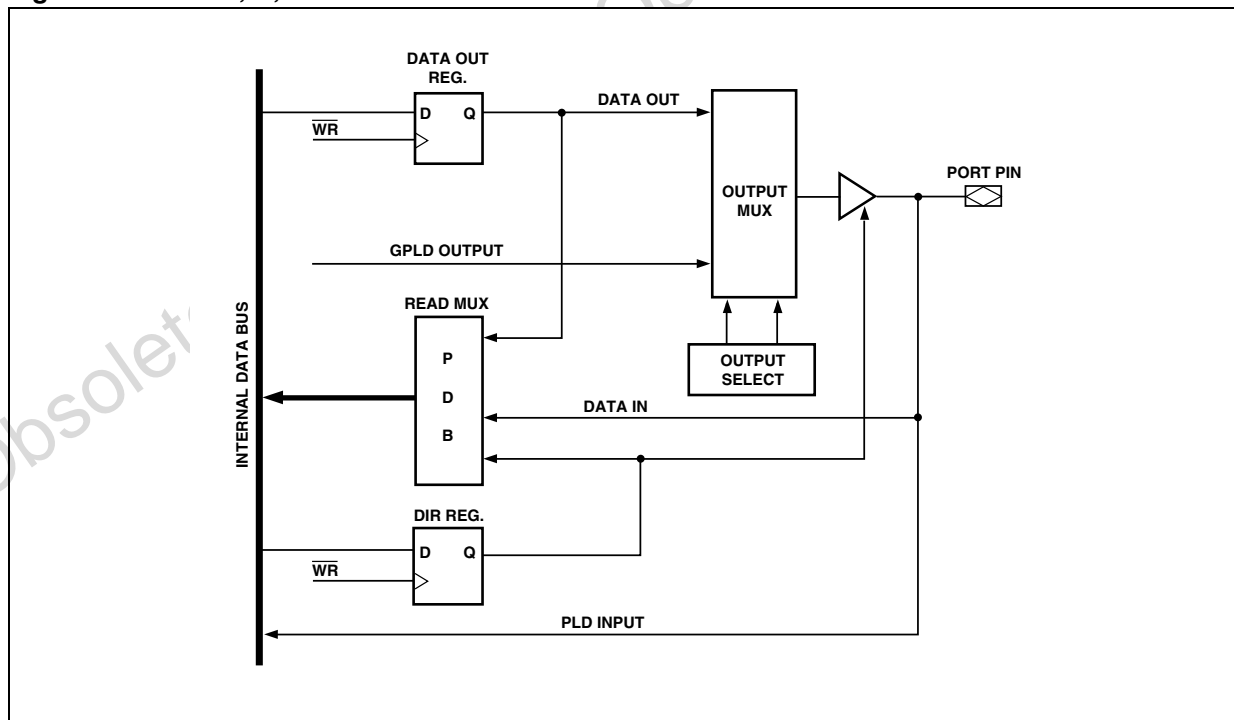 DATA OUT
REG.
D Q
WR
DATA OUT
OUTPUT
MUX
PORT PIN
GPLD OUTPUT
READ MUX
P
D
B
OUTPUT
SELECT
INTERNAL DATA BUS
DATA IN
DIR REG.
D Q
WR
PLD INPUT